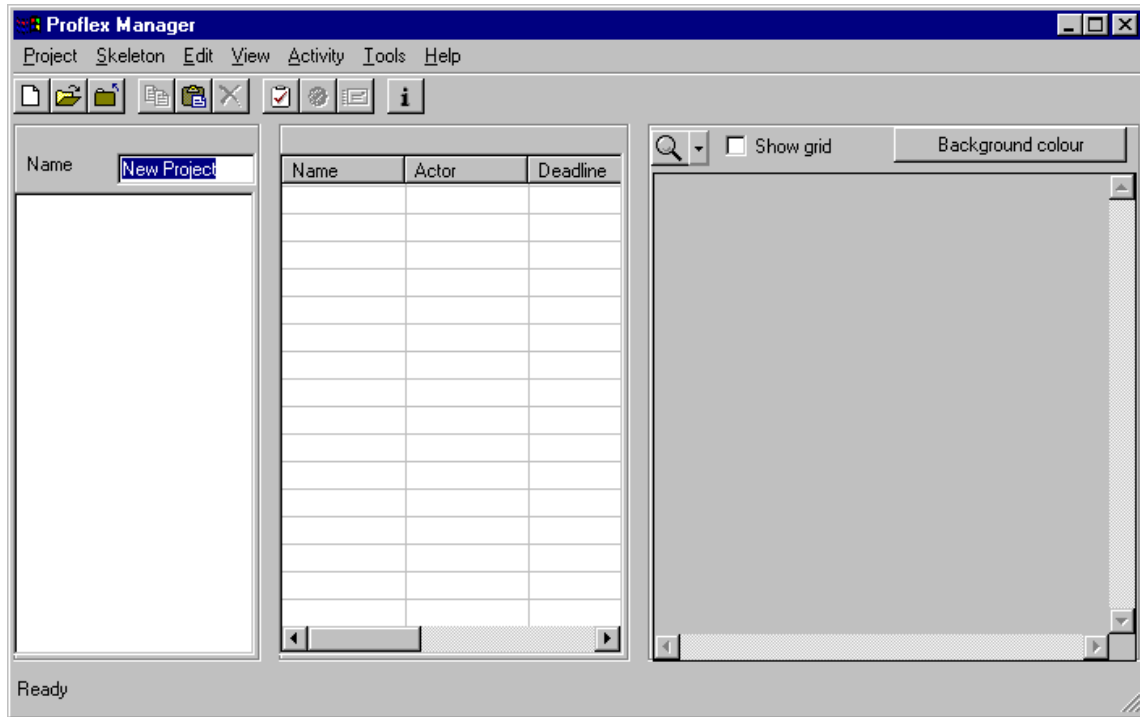 Proflex Manager
Project Skeleton Edit View Activity Tools Help
Name New Project
Name Actor Deadline
Show grid Background colour
Ready